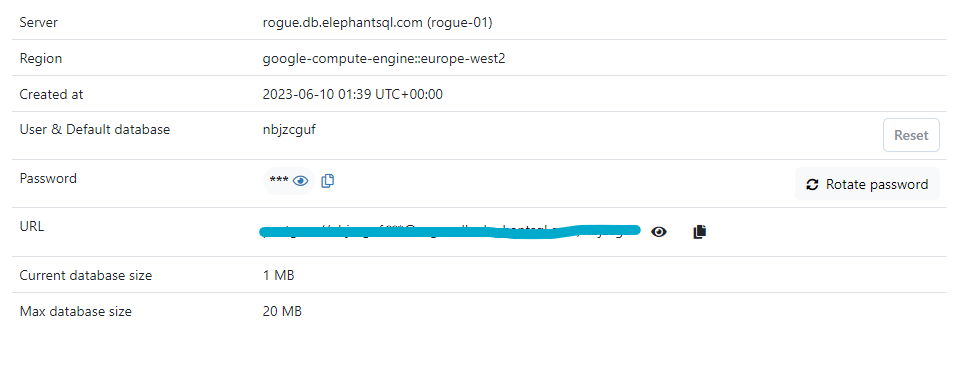 Server rogue.db.elephantsql.com (rogue-01)
Region google-compute-engine::europe-west2
Created at 2023-06-10 01:39 UTC+00:00
User & Default database nbjzcguf Reset
Password *** Rotate password
URL
Current database size 1 MB
Max database size 20 MB